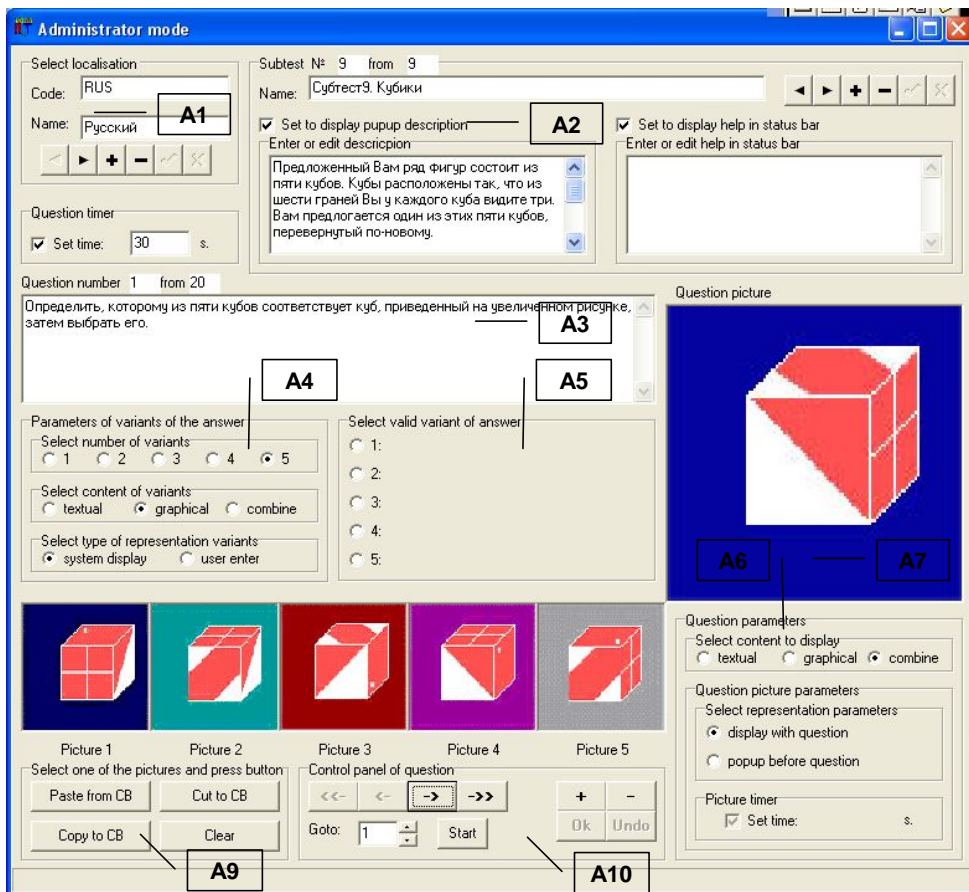 Administrator mode
Select localisation
Code: RUS
Name: Русский
A1
Subtest № 9 from 9
Name: Субтест9. Кубики
Set to display pupup description
A2
Set to display help in status bar
Enter or edit descricpion
Enter or edit help in status bar
Предложенный Вам ряд фигур состоит из
пяти кубов. Кубы расположены так, что из
шести граней Вы у каждого куба видите три.
Вам предлогается один из этих пяти кубов,
перевернутый по-новому.
Question timer
Set time: 30 s.
Question number 1 from 20
Определить, которому из пяти кубов соответствует куб, приведенный на увеличенном рисунке,
затем выбрать его.
A3
A4
A5
Question picture
A6
A7
Parameters of variants of the answer
Select number of variants
1 2 3 4 5
Select content of variants
textual graphical combine
Select type of representation variants
system display user enter
Select valid variant of answer
1:
2:
3:
4:
5:
Picture 1 Picture 2 Picture 3 Picture 4 Picture 5
Question parameters
Select content to display
textual graphical combine
Question picture parameters
Select representation parameters
display with question
popup before question
Picture timer
Set time: s.
Select one of the pictures and press button
Paste from CB Cut to CB
Copy to CB Clear
A9
Control panel of question
<<- <- -> ->> + -
Goto: 1 Start Ok Undo
A10